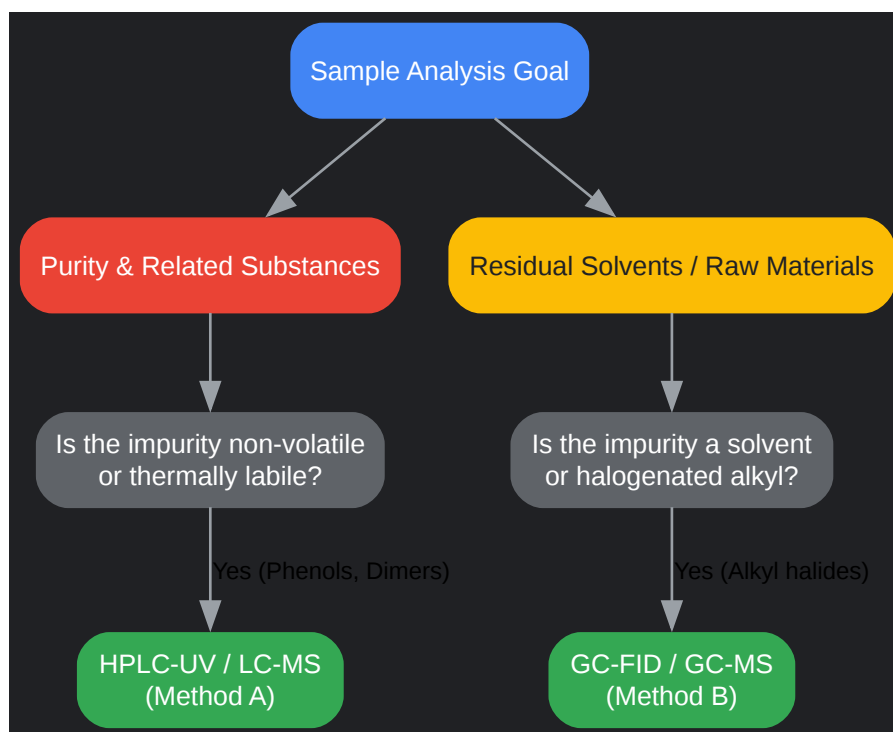 Sample Analysis Goal
Purity & Related Substances
Residual Solvents / Raw Materials
Is the impurity non-volatile
or thermally labile?
Is the impurity a solvent
or halogenated alkyl?
Yes (Phenols, Dimers)
Yes (Alkyl halides)
HPLC-UV / LC-MS
(Method A)
GC-FID / GC-MS
(Method B)